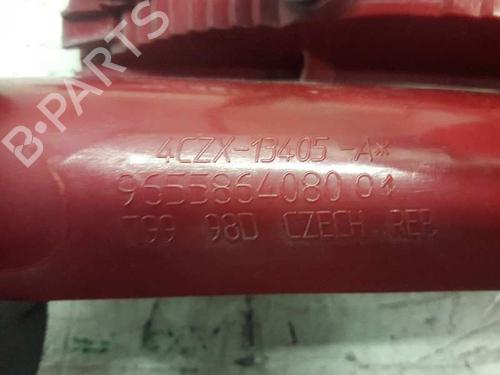 B-PARTS
4CZX-13405-A*
9655864080 01
T99 98D CZECH REP.